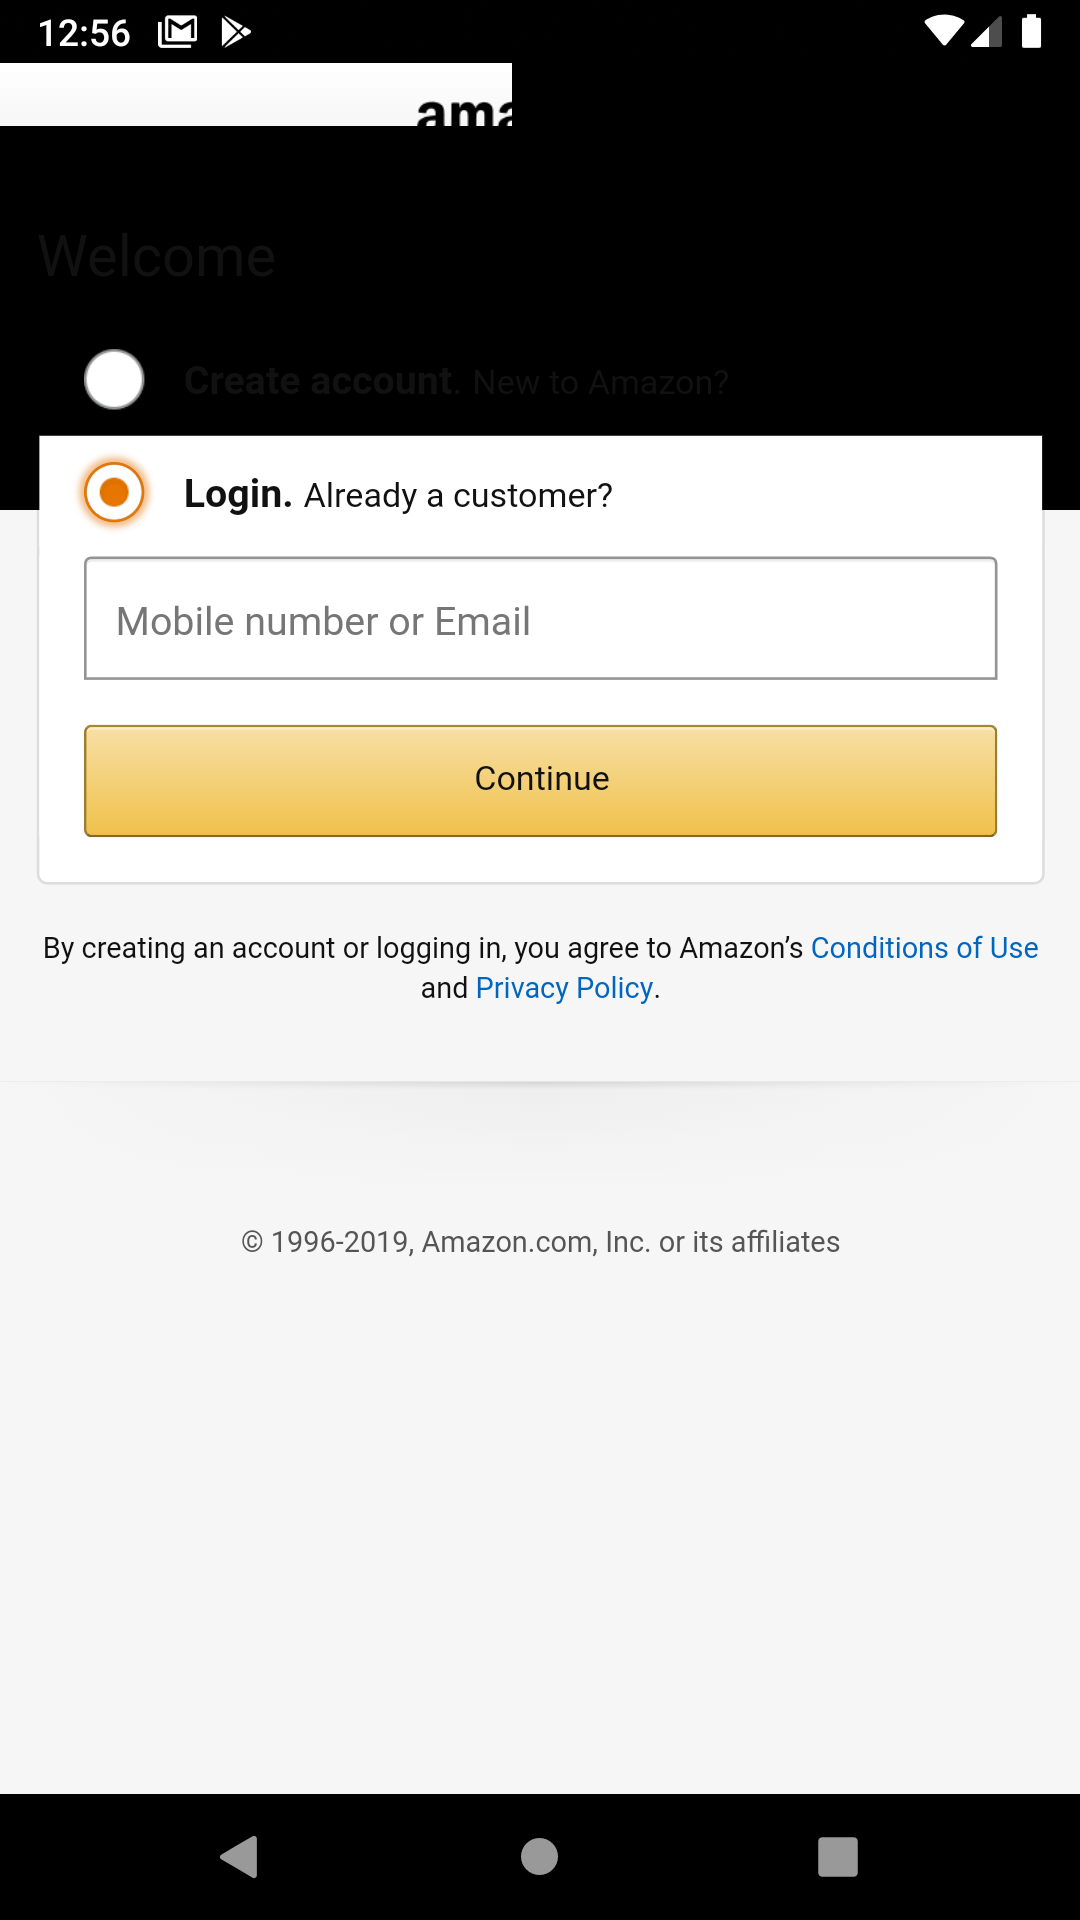 12:56
ama
Welcome
Create account. New to Amazon?
Login. Already a customer?
Mobile number or Email
Continue
By creating an account or logging in, you agree to Amazon’s Conditions of Use
and Privacy Policy.
© 1996-2019, Amazon.com, Inc. or its affiliates